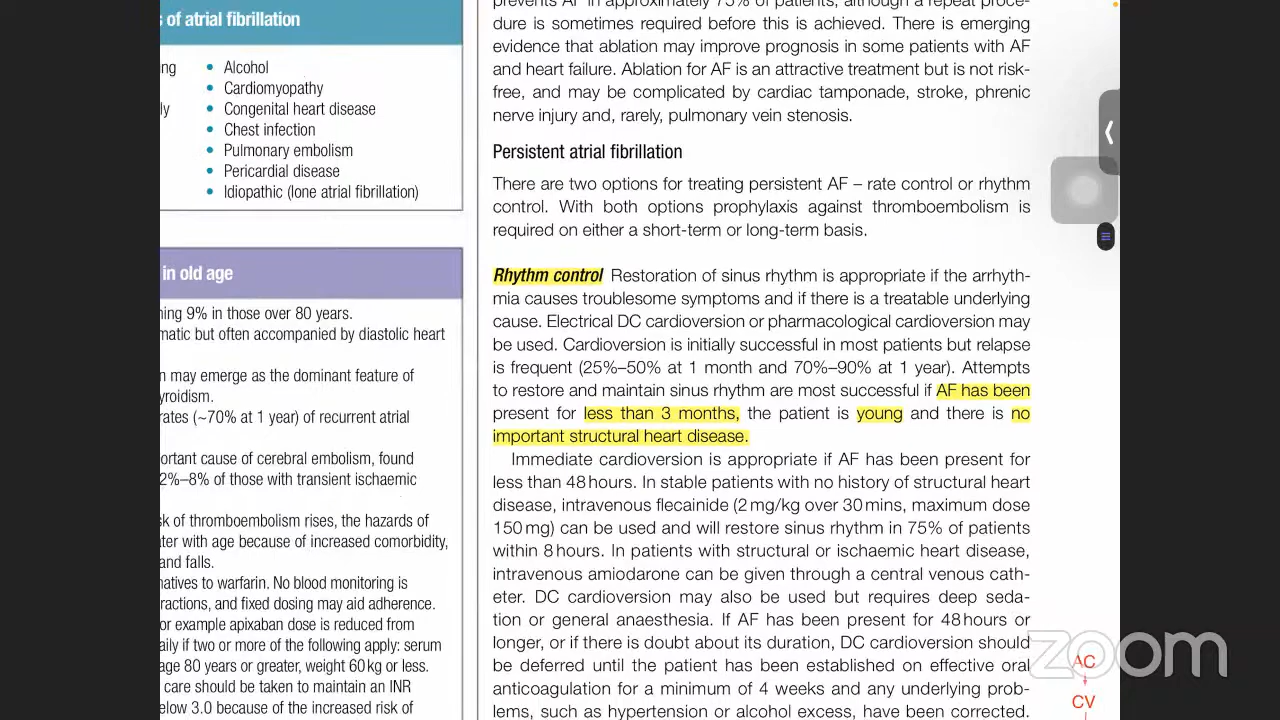 s of atrial fibrillation
ng
ly
• Alcohol
• Cardiomyopathy
• Congenital heart disease
• Chest infection
• Pulmonary embolism
• Pericardial disease
• Idiopathic (lone atrial fibrillation)
in old age
ning 9% in those over 80 years.
matic but often accompanied by diastolic heart
n may emerge as the dominant feature of
yroidism.
rates (~70% at 1 year) of recurrent atrial
ortant cause of cerebral embolism, found
2%–8% of those with transient ischaemic
sk of thromboembolism rises, the hazards of
ater with age because of increased comorbidity,
and falls.
natives to warfarin. No blood monitoring is
ractions, and fixed dosing may aid adherence.
or example apixaban dose is reduced from
aily if two or more of the following apply: serum
age 80 years or greater, weight 60 kg or less.
care should be taken to maintain an INR
elow 3.0 because of the increased risk of
prevents AF in approximately 75% of patients, although a repeat proce-
dure is sometimes required before this is achieved. There is emerging
evidence that ablation may improve prognosis in some patients with AF
and heart failure. Ablation for AF is an attractive treatment but is not risk-
free, and may be complicated by cardiac tamponade, stroke, phrenic
nerve injury and, rarely, pulmonary vein stenosis.
Persistent atrial fibrillation
There are two options for treating persistent AF – rate control or rhythm
control. With both options prophylaxis against thromboembolism is
required on either a short-term or long-term basis.
Rhythm control Restoration of sinus rhythm is appropriate if the arrhyth-
mia causes troublesome symptoms and if there is a treatable underlying
cause. Electrical DC cardioversion or pharmacological cardioversion may
be used. Cardioversion is initially successful in most patients but relapse
is frequent (25%–50% at 1 month and 70%–90% at 1 year). Attempts
to restore and maintain sinus rhythm are most successful if AF has been
present for less than 3 months, the patient is young and there is no
important structural heart disease.
Immediate cardioversion is appropriate if AF has been present for
less than 48 hours. In stable patients with no history of structural heart
disease, intravenous flecainide (2 mg/kg over 30 mins, maximum dose
150 mg) can be used and will restore sinus rhythm in 75% of patients
within 8 hours. In patients with structural or ischaemic heart disease,
intravenous amiodarone can be given through a central venous cath-
eter. DC cardioversion may also be used but requires deep seda-
tion or general anaesthesia. If AF has been present for 48 hours or
longer, or if there is doubt about its duration, DC cardioversion should
be deferred until the patient has been established on effective oral
anticoagulation for a minimum of 4 weeks and any underlying prob-
lems, such as hypertension or alcohol excess, have been corrected.
zoom
AC
CV